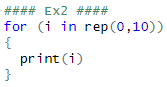 #### Ex2 ####
for (i in rep(0,10))
{
  print(i)
}